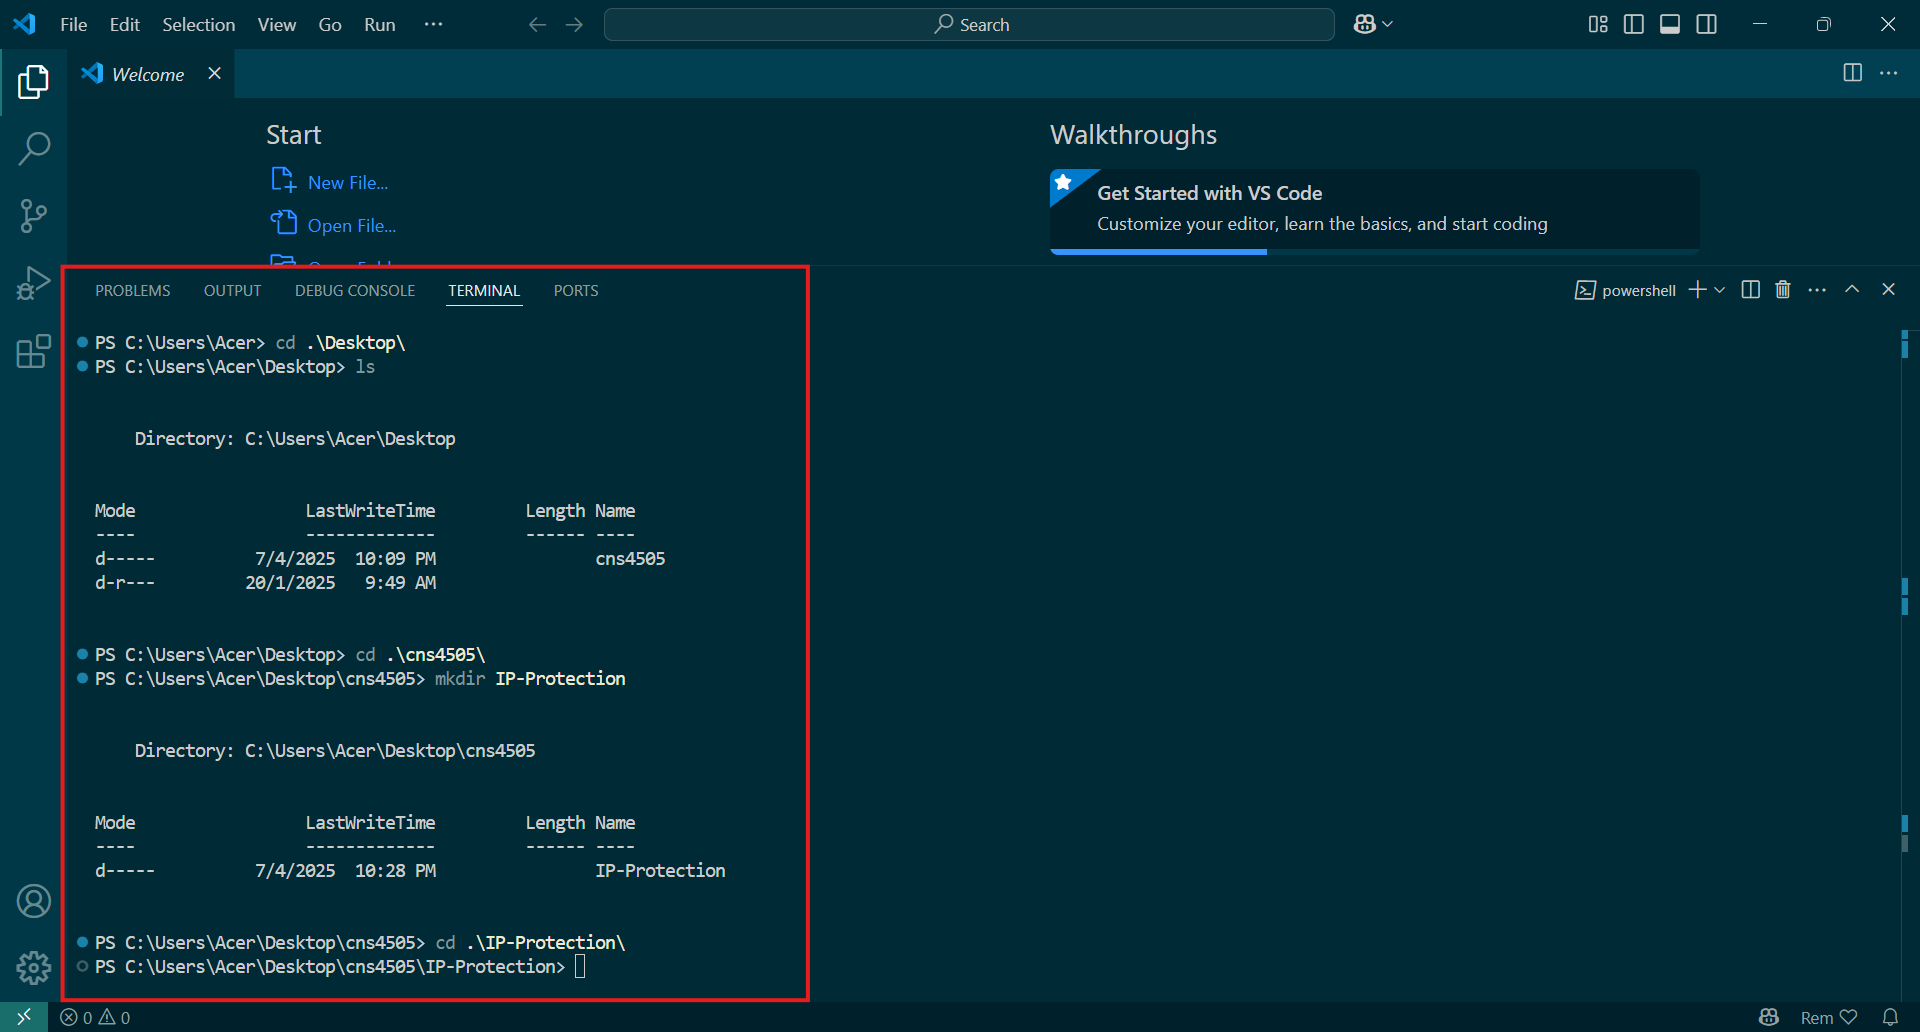 File Edit Selection View Go Run ··· Search
Welcome
Start
New File...
Open File...
Walkthroughs
Get Started with VS Code
Customize your editor, learn the basics, and start coding
PROBLEMS OUTPUT DEBUG CONSOLE TERMINAL PORTS
powershell
PS C:\Users\Acer> cd .\Desktop\
PS C:\Users\Acer\Desktop> ls
Directory: C:\Users\Acer\Desktop
Mode LastWriteTime Length Name
---- ------------- ------ ----
d----- 7/4/2025 10:09 PM cns4505
d-r--- 20/1/2025 9:49 AM
PS C:\Users\Acer\Desktop> cd .\cns4505\
PS C:\Users\Acer\Desktop\cns4505> mkdir IP-Protection
Directory: C:\Users\Acer\Desktop\cns4505
Mode LastWriteTime Length Name
---- ------------- ------ ----
d----- 7/4/2025 10:28 PM IP-Protection
PS C:\Users\Acer\Desktop\cns4505> cd .\IP-Protection\
PS C:\Users\Acer\Desktop\cns4505\IP-Protection>
0 0
Rem ♡